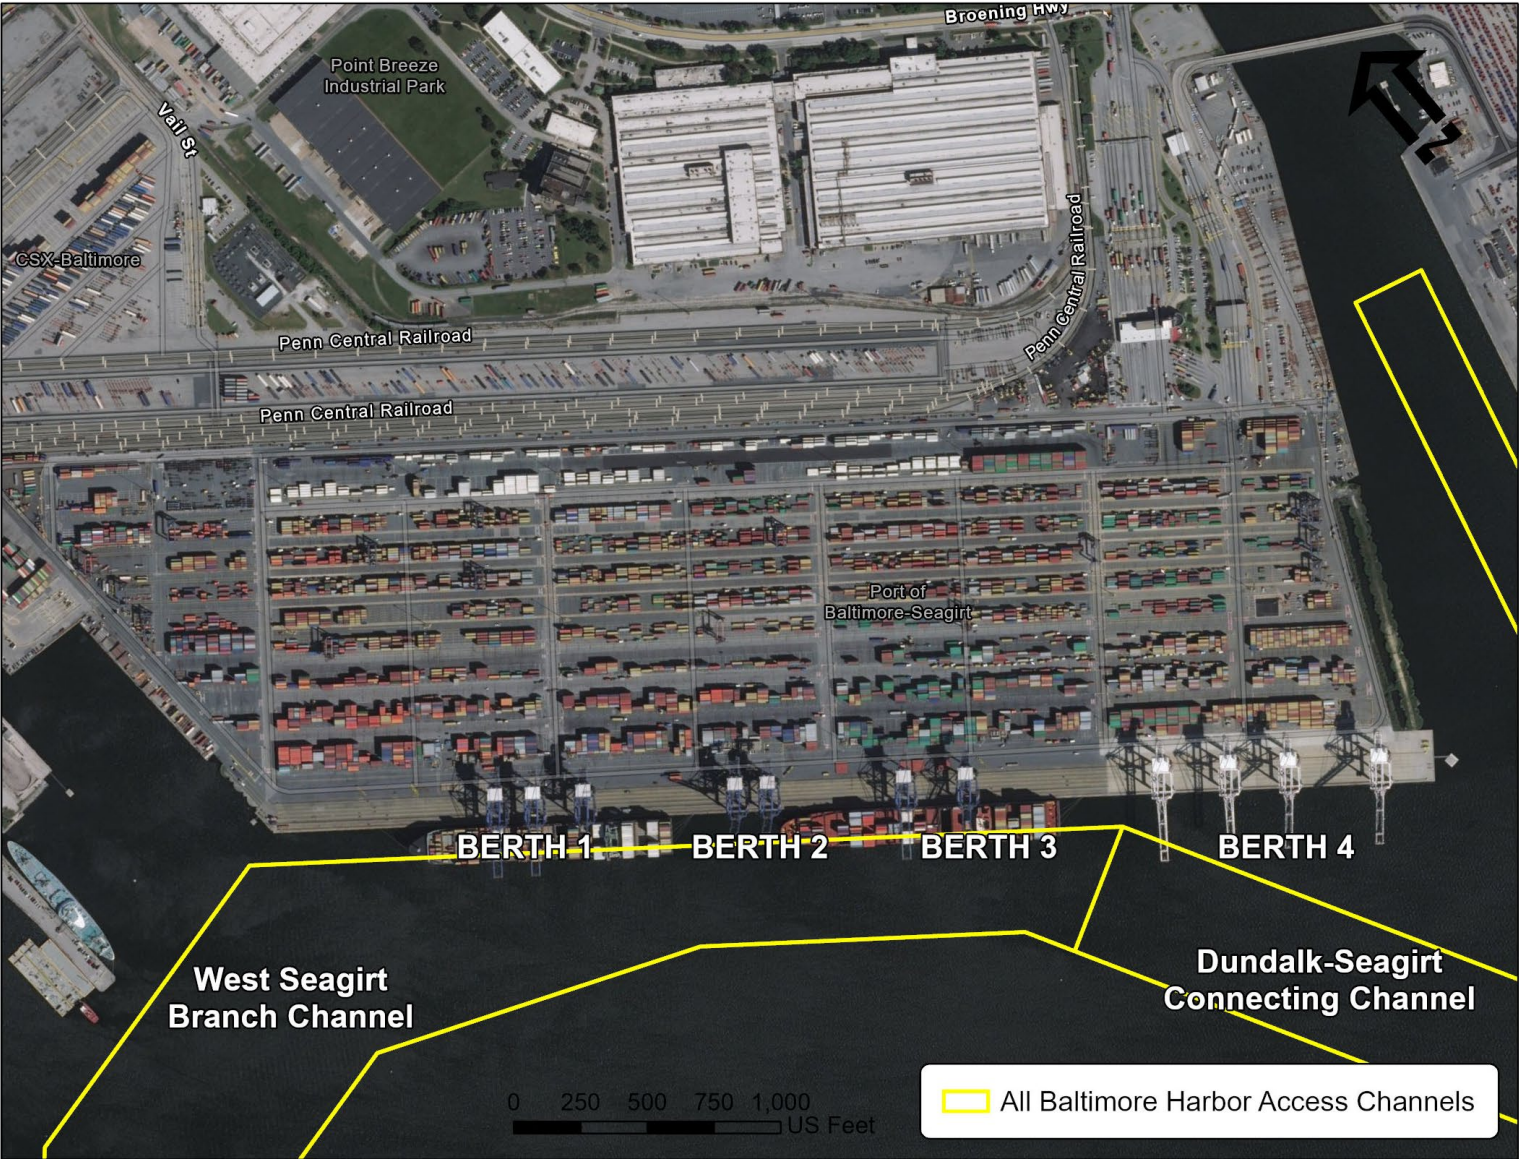 Broening Hwy
Point Breeze
Industrial Park
Vail St
CSX-Baltimore
Penn Central Railroad
Penn Central Railroad
Penn Central Railroad
Port of
Baltimore-Seagirt
BERTH 1
BERTH 2
BERTH 3
BERTH 4
West Seagirt
Branch Channel
Dundalk-Seagirt
Connecting Channel
0 250 500 750 1,000
US Feet
All Baltimore Harbor Access Channels
N